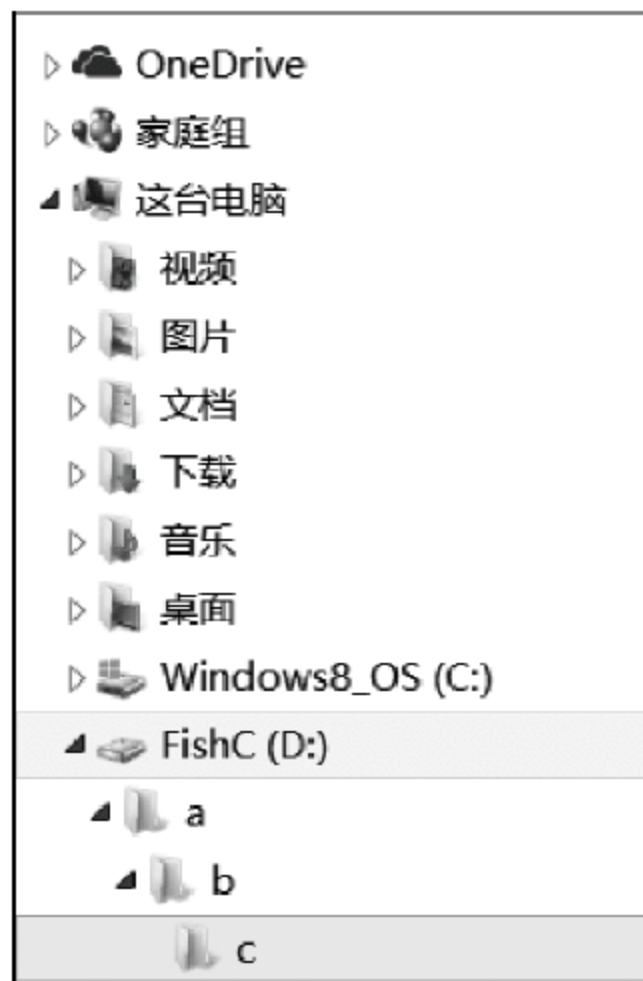 OneDrive
家庭组
这台电脑
视频
图片
文档
下载
音乐
桌面
Windows8_OS (C:)
FishC (D:)
a
b
c